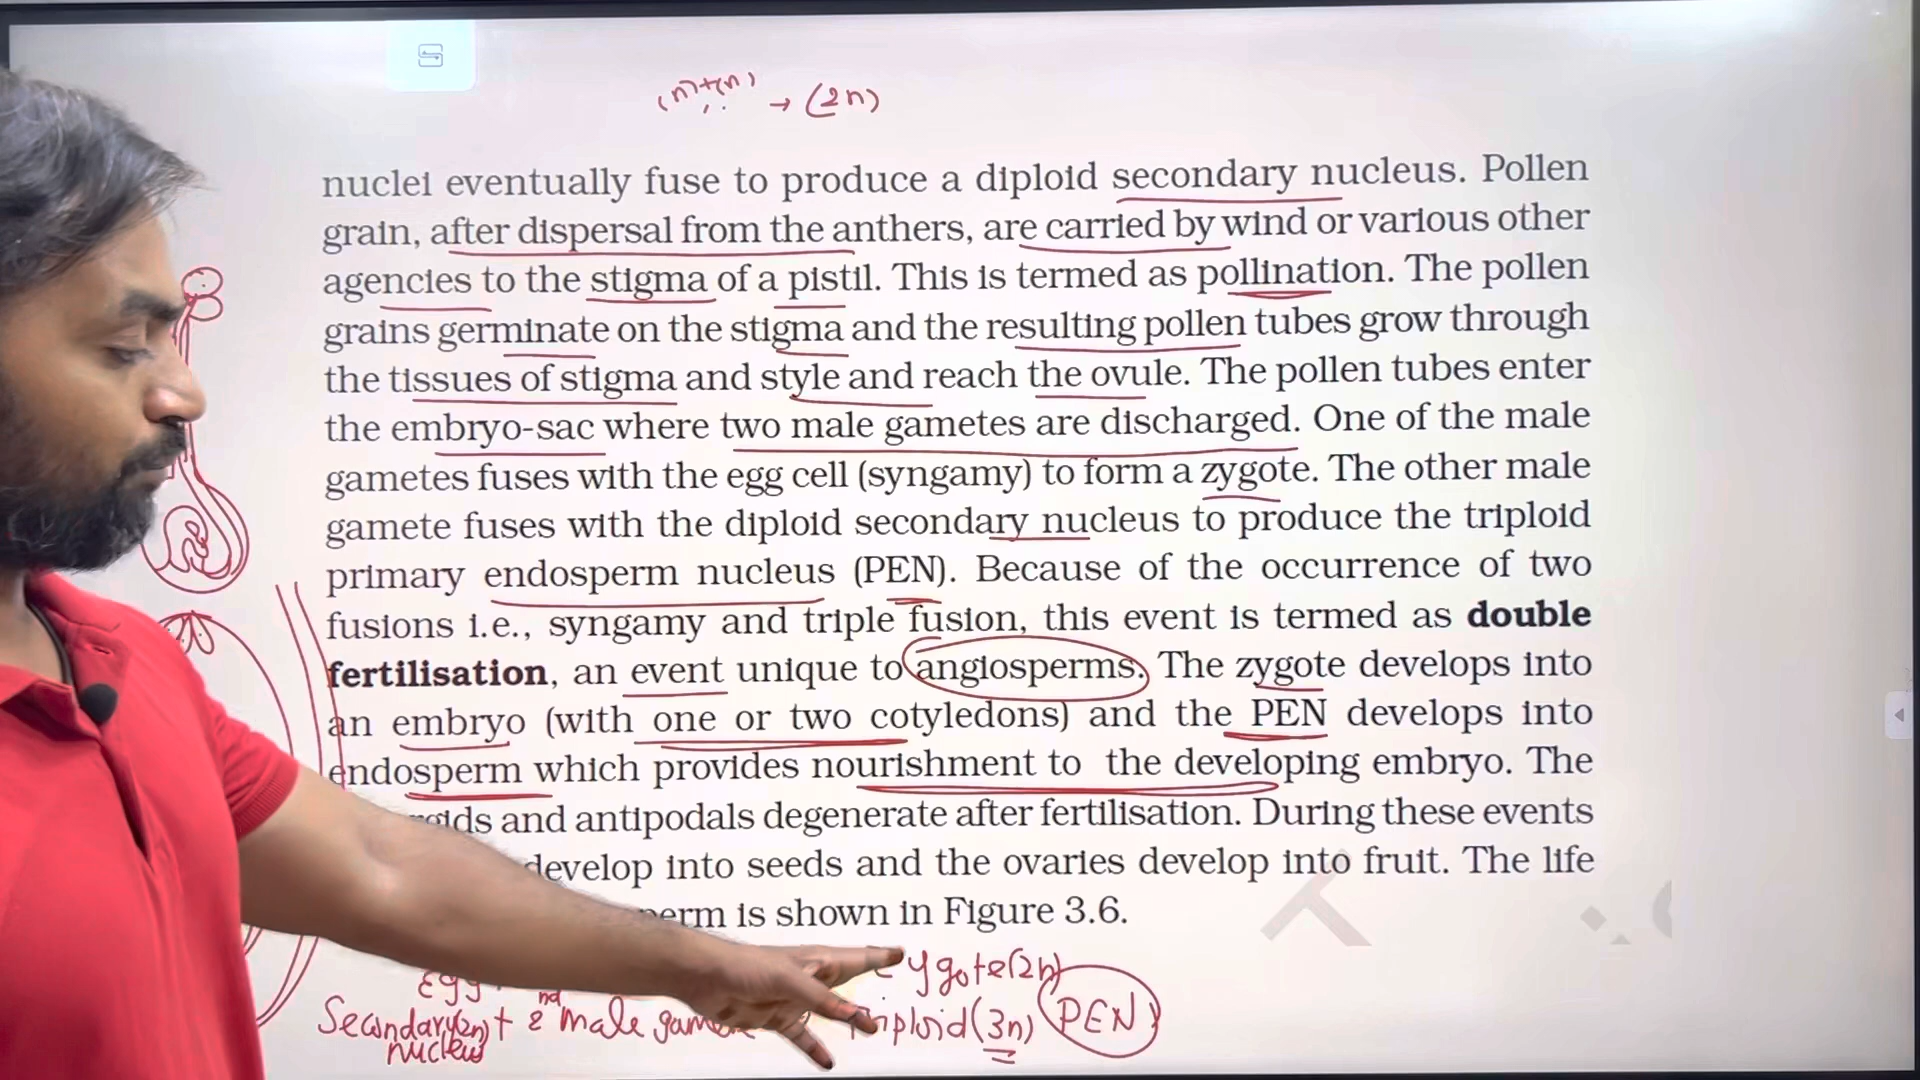 (n)+(n) → (2n)
nuclei eventually fuse to produce a diploid secondary nucleus. Pollen
grain, after dispersal from the anthers, are carried by wind or various other
agencies to the stigma of a pistil. This is termed as pollination. The pollen
grains germinate on the stigma and the resulting pollen tubes grow through
the tissues of stigma and style and reach the ovule. The pollen tubes enter
the embryo-sac where two male gametes are discharged. One of the male
gametes fuses with the egg cell (syngamy) to form a zygote. The other male
gamete fuses with the diploid secondary nucleus to produce the triploid
primary endosperm nucleus (PEN). Because of the occurrence of two
fusions i.e., syngamy and triple fusion, this event is termed as double
fertilisation, an event unique to angiosperms. The zygote develops into
an embryo (with one or two cotyledons) and the PEN develops into
endosperm which provides nourishment to the developing embryo. The
and antipodals degenerate after fertilisation. During these events
develop into seeds and the ovaries develop into fruit. The life
is shown in Figure 3.6.
Egg zygote(2n)
Secondary(2n) + 2nd male Triploid(3n) PEN
nucleus